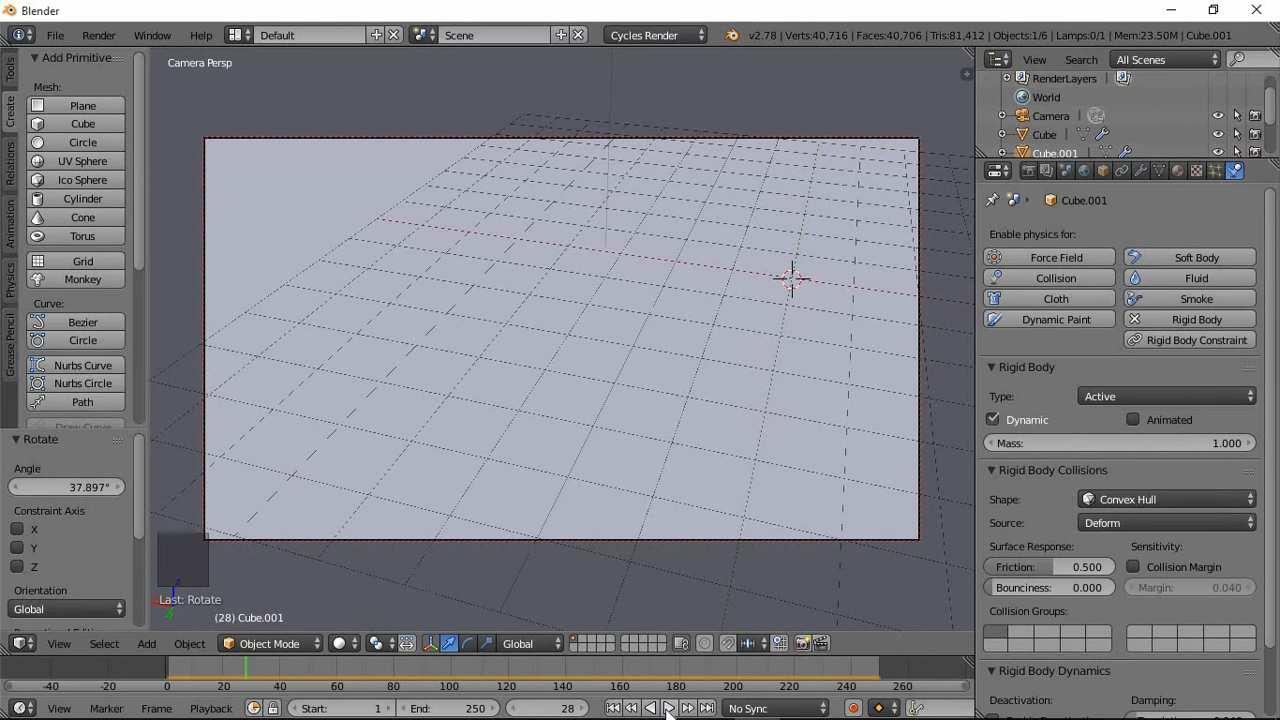 Blender
File Render Window Help Default Scene Cycles Render v2.78 | Verts:40,716 | Faces:40,706 | Tris:81,412 | Objects:1/6 | Lamps:0/1 | Mem:23.50M | Cube.001
Tools
Create
Relations
Animation
Physics
Grease Pencil
Add Primitive
Mesh:
Plane
Cube
Circle
UV Sphere
Ico Sphere
Cylinder
Cone
Torus
Grid
Monkey
Curve:
Bezier
Circle
Nurbs Curve
Nurbs Circle
Path
Draw Curve
Rotate
Angle
37.897°
Constraint Axis
X
Y
Z
Orientation
Global
Camera Persp
z
Last: Rotate
(28) Cube.001
View Select Add Object Object Mode Global
-40 -20 0 20 40 60 80 100 120 140 160 180 200 220 240 260
View Marker Frame Playback Start: 1 End: 250 28 No Sync
View Search All Scenes
RenderLayers
World
Camera
Cube
Cube.001
Cube.001
Enable physics for:
Force Field Soft Body
Collision Fluid
Cloth Smoke
Dynamic Paint Rigid Body
Rigid Body Constraint
Rigid Body
Type: Active
Dynamic Animated
Mass: 1.000
Rigid Body Collisions
Shape: Convex Hull
Source: Deform
Surface Response: Sensitivity:
Friction: 0.500 Collision Margin
Bounciness: 0.000 Margin: 0.040
Collision Groups:
Rigid Body Dynamics
Deactivation: Damping: